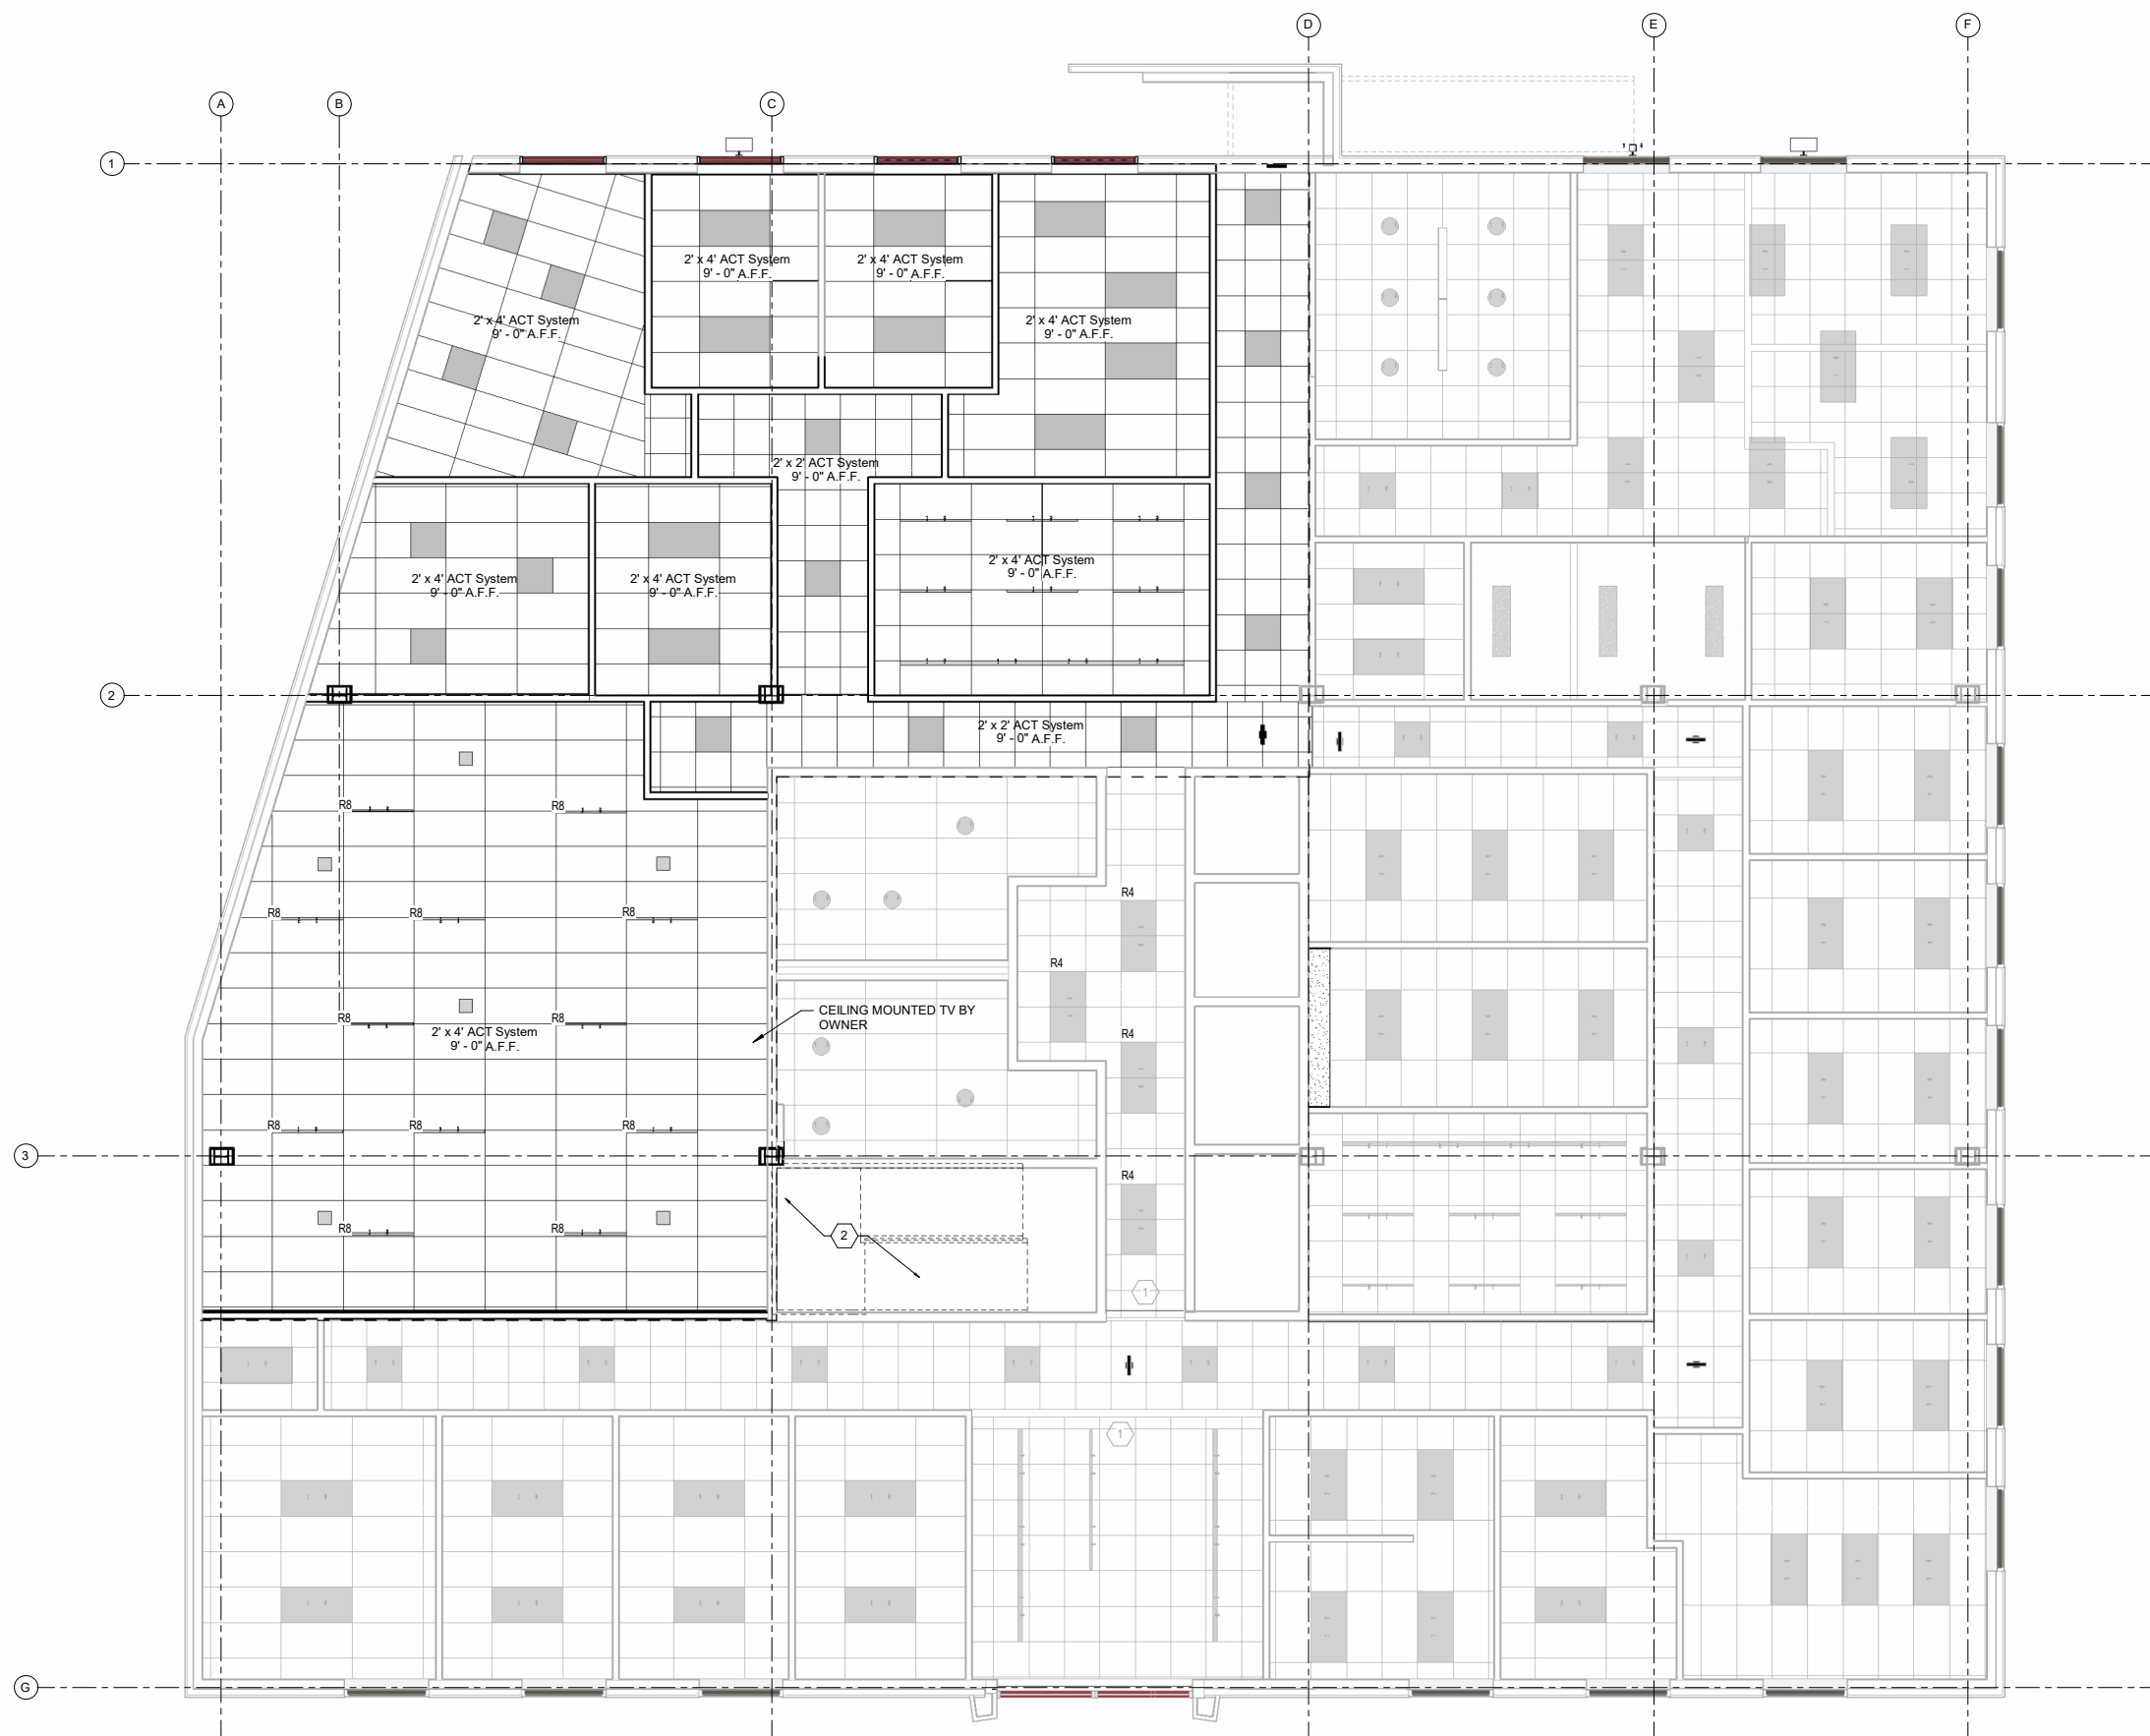 D
E
F
A
B
C
1
2' x 4' ACT System
9' - 0" A.F.F.
2' x 4' ACT System
9' - 0" A.F.F.
2' x 4' ACT System
9' - 0" A.F.F.
2' x 4' ACT System
9' - 0" A.F.F.
2' x 2' ACT System
9' - 0" A.F.F.
2' x 4' ACT System
9' - 0" A.F.F.
2' x 4' ACT System
9' - 0" A.F.F.
2' x 4' ACT System
9' - 0" A.F.F.
2
2' x 2' ACT System
9' - 0" A.F.F.
R8
R8
R4
R8
R8
R8
R4
CEILING MOUNTED TV BY
OWNER
R8
R8
2' x 4' ACT System
9' - 0" A.F.F.
R4
R8
R8
R8
3
R4
R8
R8
2
1
1
G